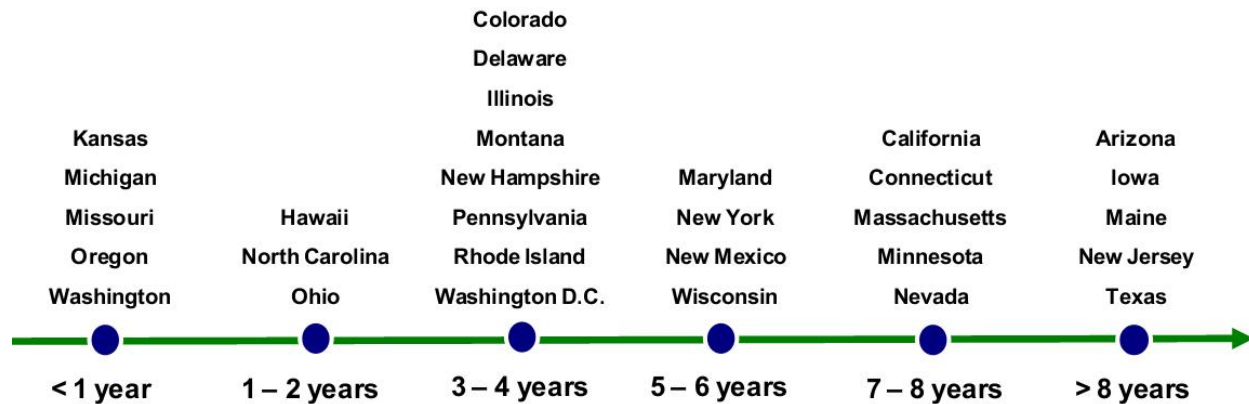 Kansas
Michigan
Missouri
Oregon
Washington
< 1 year
Hawaii
North Carolina
Ohio
1 – 2 years
Colorado
Delaware
Illinois
Montana
New Hampshire
Pennsylvania
Rhode Island
Washington D.C.
3 – 4 years
Maryland
New York
New Mexico
Wisconsin
5 – 6 years
California
Connecticut
Massachusetts
Minnesota
Nevada
7 – 8 years
Arizona
Iowa
Maine
New Jersey
Texas
> 8 years